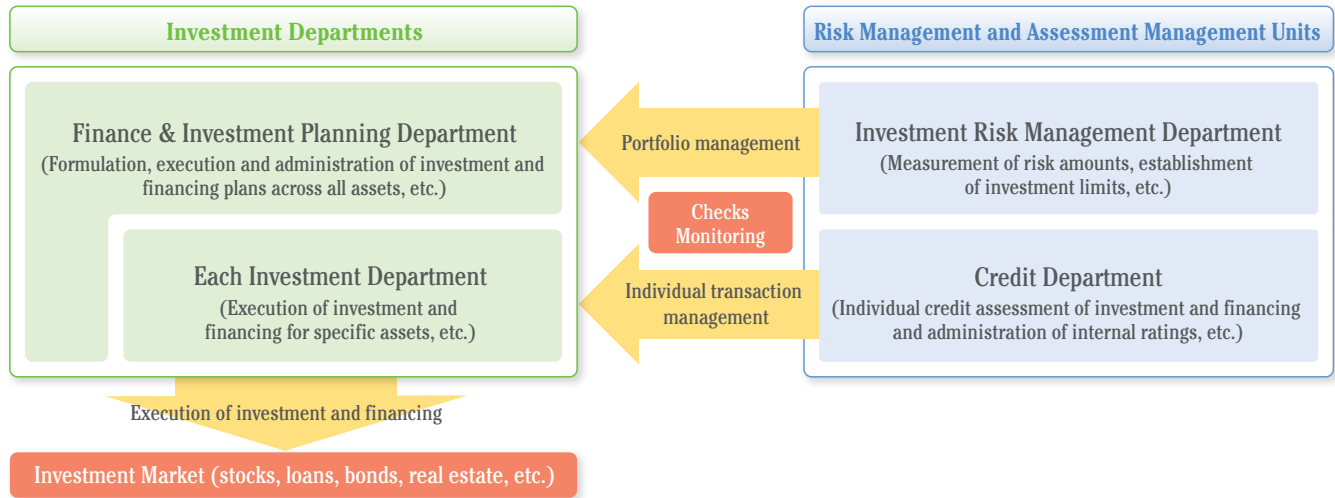 Investment Departments
Finance & Investment Planning Department
(Formulation, execution and administration of investment and
financing plans across all assets, etc.)
Each Investment Department
(Execution of investment and
financing for specific assets, etc.)
Execution of investment and financing
Investment Market (stocks, loans, bonds, real estate, etc.)
Portfolio management
Checks
Monitoring
Individual transaction
management
Risk Management and Assessment Management Units
Investment Risk Management Department
(Measurement of risk amounts, establishment
of investment limits, etc.)
Credit Department
(Individual credit assessment of investment and financing
and administration of internal ratings, etc.)